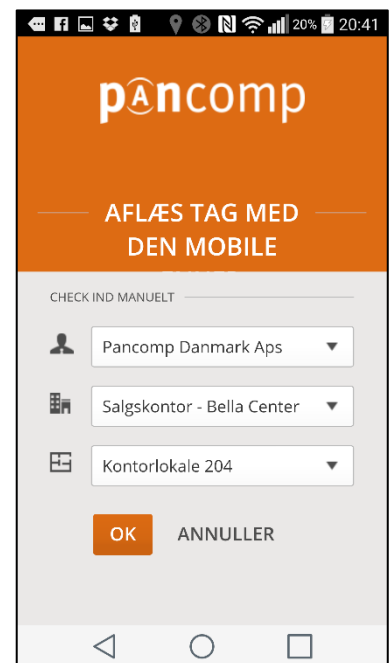 20% 20:41
pancomp
AFLÆS TAG MED
DEN MOBILE
CHECK IND MANUELT
Pancomp Danmark Aps
Salgskontor - Bella Center
Kontorlokale 204
OK ANNULLER